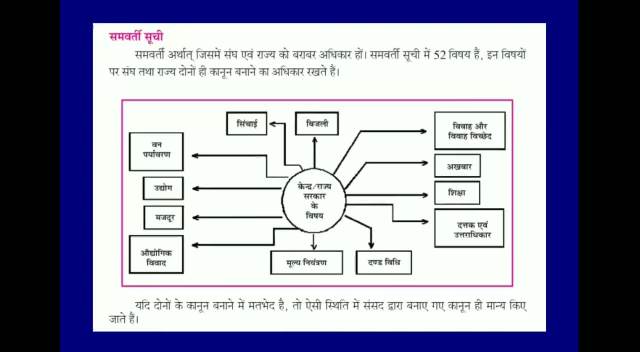 समवर्ती सूची
समवर्ती अर्थात् जिसमें संघ एवं राज्य को बराबर अधिकार हों। समवर्ती सूची में 52 विषय हैं, इन विषयों
पर संघ तथा राज्य दोनों ही कानून बनाने का अधिकार रखते हैं।
सिंचाई
बिजली
विवाह और
विवाह विच्छेद
वन
पर्यावरण
अखबार
उद्योग
केन्द्र/राज्य
सरकार
के
विषय
शिक्षा
मजदूर
दत्तक एवं
उत्तराधिकार
औद्योगिक
विवाद
मूल्य नियंत्रण
दण्ड विधि
यदि दोनों के कानून बनाने में मतभेद है, तो ऐसी स्थिति में संसद द्वारा बनाए गए कानून ही मान्य किए
जाते हैं।